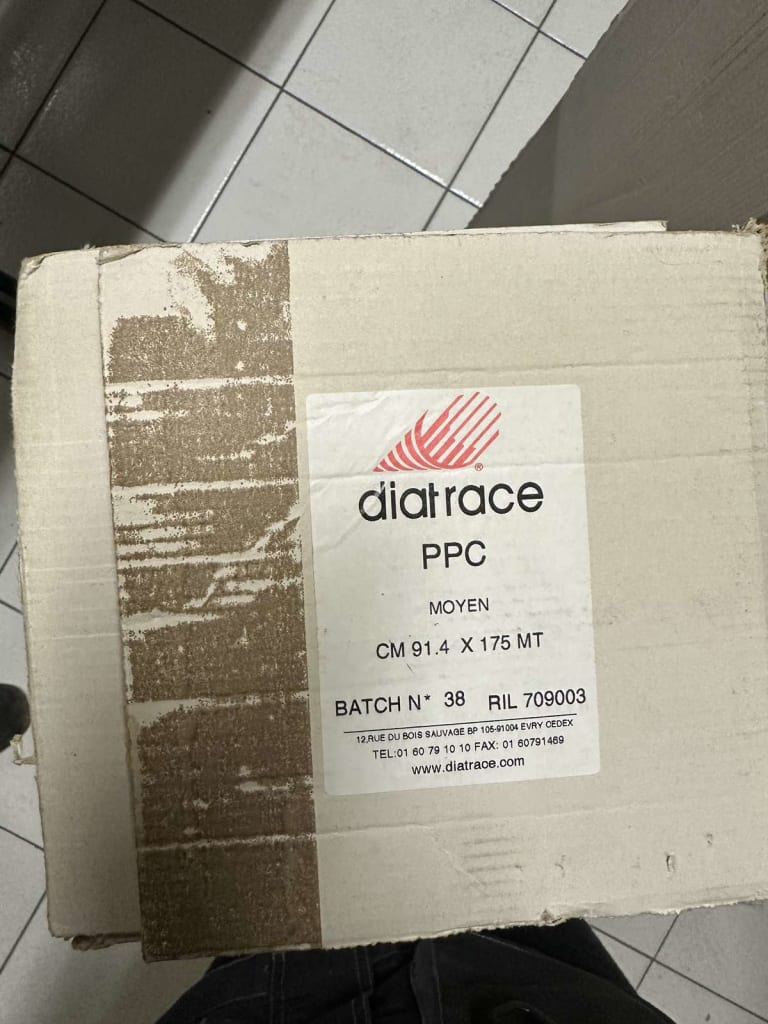 ®
diatrace
PPC
MOYEN
CM 91.4 X 175 MT
BATCH N* 38 RIL 709003
12,RUE DU BOIS SAUVAGE BP 105-91004 EVRY CEDEX
TEL:01 60 79 10 10 FAX: 01 60791469
www.diatrace.com